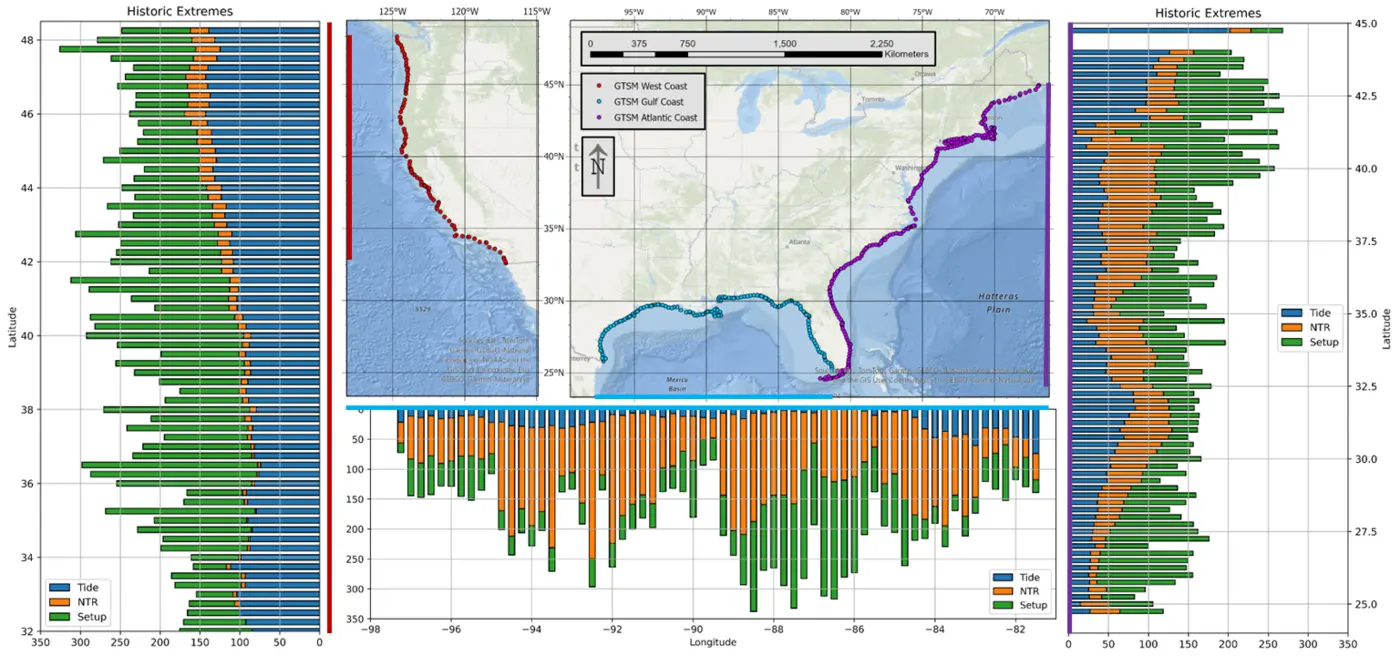 Historic Extremes
125°W 120°W 115°W
95°W 90°W 85°W 80°W 75°W 70°W
Historic Extremes
0 375 750 1,500 2,250
Kilometers
GTSM West Coast
GTSM Gulf Coast
GTSM Atlantic Coast
N
45°N
40°N
35°N
30°N
25°N
Ottawa
Toronto
Washington
Atlanta
Hatteras
Plain
Mexico
Basin
Latitude
48
46
44
42
40
38
36
34
32
Tide
NTR
Setup
350 300 250 200 150 100 50 0
0
50
100
150
200
250
300
350
Tide
NTR
Setup
−98 −96 −94 −92 −90 −88 −86 −84 −82
Longitude
45.0
42.5
40.0
37.5
35.0
32.5
30.0
27.5
25.0
Latitude
Tide
NTR
Setup
0 50 100 150 200 250 300 350